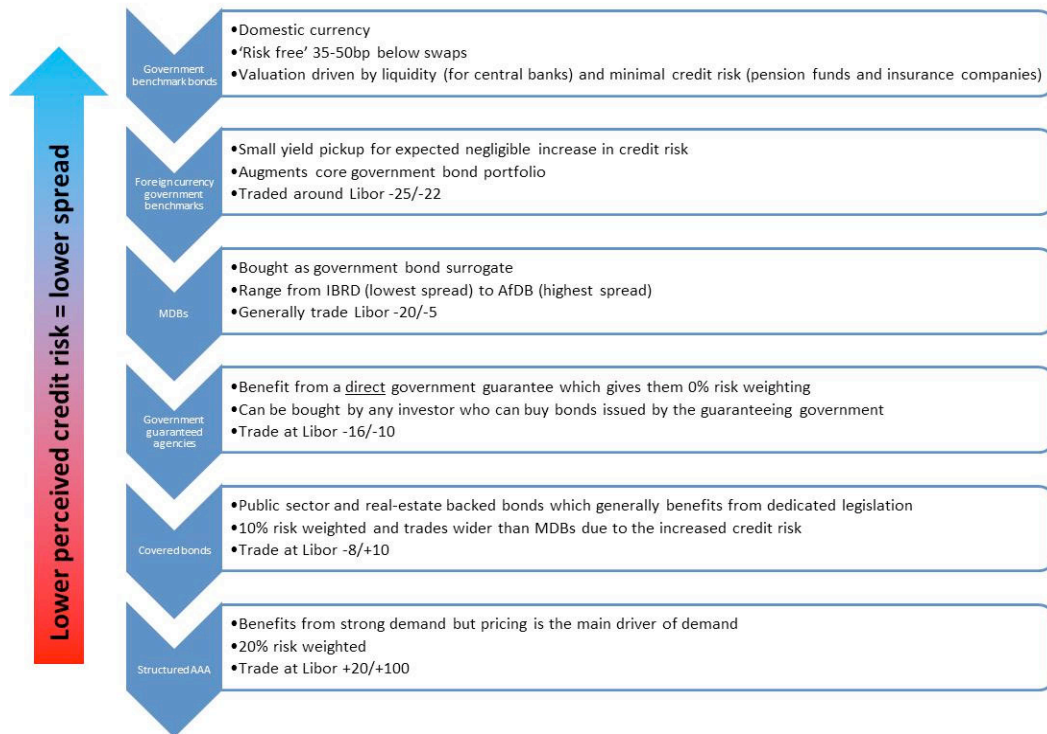 Lower perceived credit risk = lower spread
Government
benchmark bonds
•Domestic currency
•‘Risk free’ 35-50bp below swaps
•Valuation driven by liquidity (for central banks) and minimal credit risk (pension funds and insurance companies)
Foreign currency
government
benchmarks
•Small yield pickup for expected negligible increase in credit risk
•Augments core government bond portfolio
•Traded around Libor -25/-22
MDBs
•Bought as government bond surrogate
•Range from IBRD (lowest spread) to AfDB (highest spread)
•Generally trade Libor -20/-5
Government
guaranteed
agencies
•Benefit from a direct government guarantee which gives them 0% risk weighting
•Can be bought by any investor who can buy bonds issued by the guaranteeing government
•Trade at Libor -16/-10
Covered bonds
•Public sector and real-estate backed bonds which generally benefits from dedicated legislation
•10% risk weighted and trades wider than MDBs due to the increased credit risk
•Trade at Libor -8/+10
Structured AAA
•Benefits from strong demand but pricing is the main driver of demand
•20% risk weighted
•Trade at Libor +20/+100